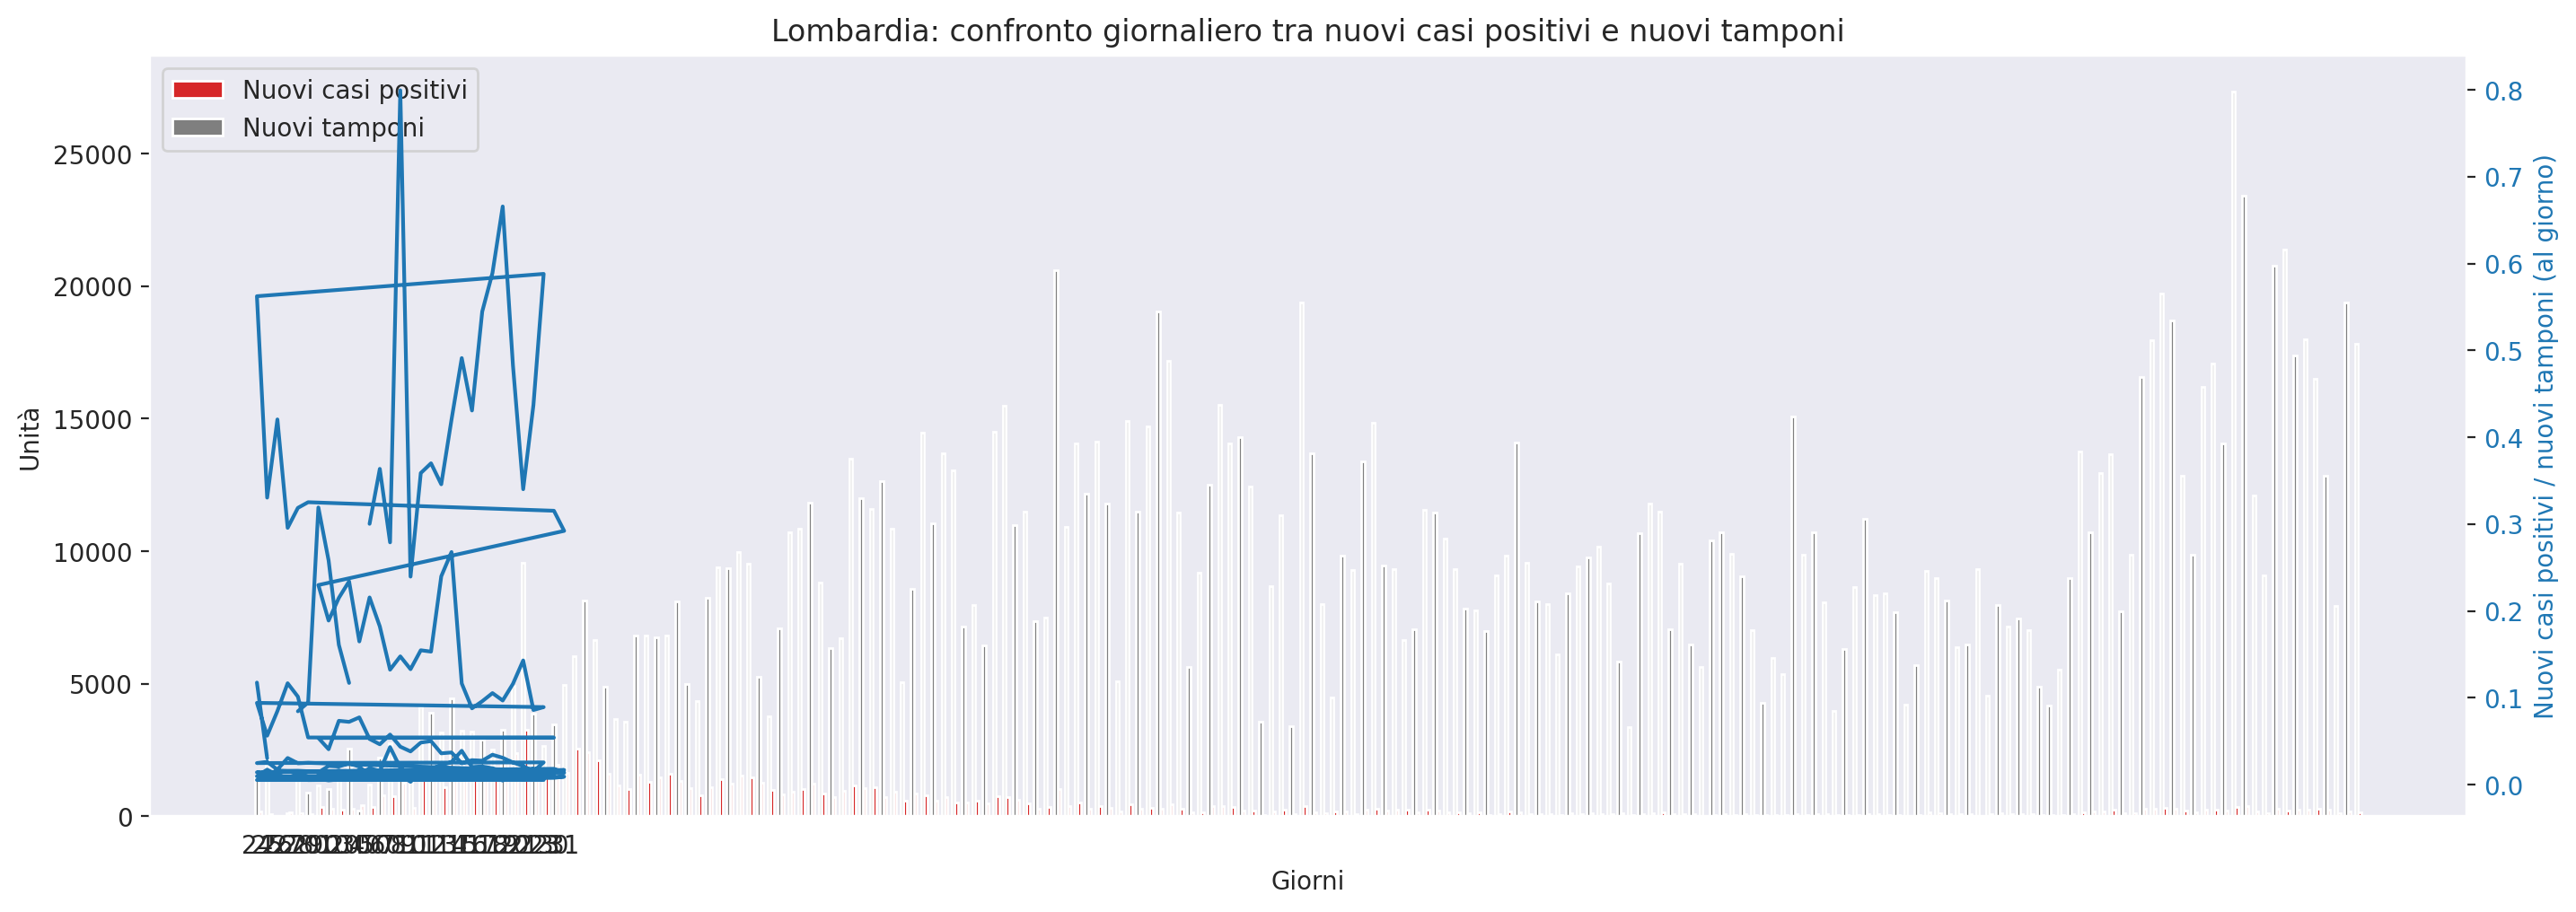 Lombardia: confronto giornaliero tra nuovi casi positivi e nuovi tamponi
Nuovi casi positivi
Nuovi tamponi
25000
20000
15000
10000
5000
0
Unità
0.8
0.7
0.6
0.5
0.4
0.3
0.2
0.1
0.0
Nuovi casi positivi / nuovi tamponi (al giorno)
Giorni